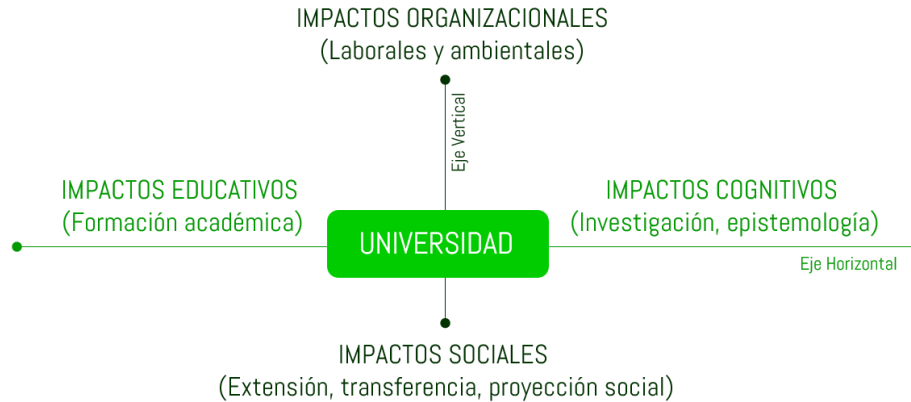 IMPACTOS ORGANIZACIONALES
(Laborales y ambientales)
Eje Vertical
IMPACTOS EDUCATIVOS
(Formación académica)
IMPACTOS COGNITIVOS
(Investigación, epistemología)
UNIVERSIDAD
Eje Horizontal
IMPACTOS SOCIALES
(Extensión, transferencia, proyección social)